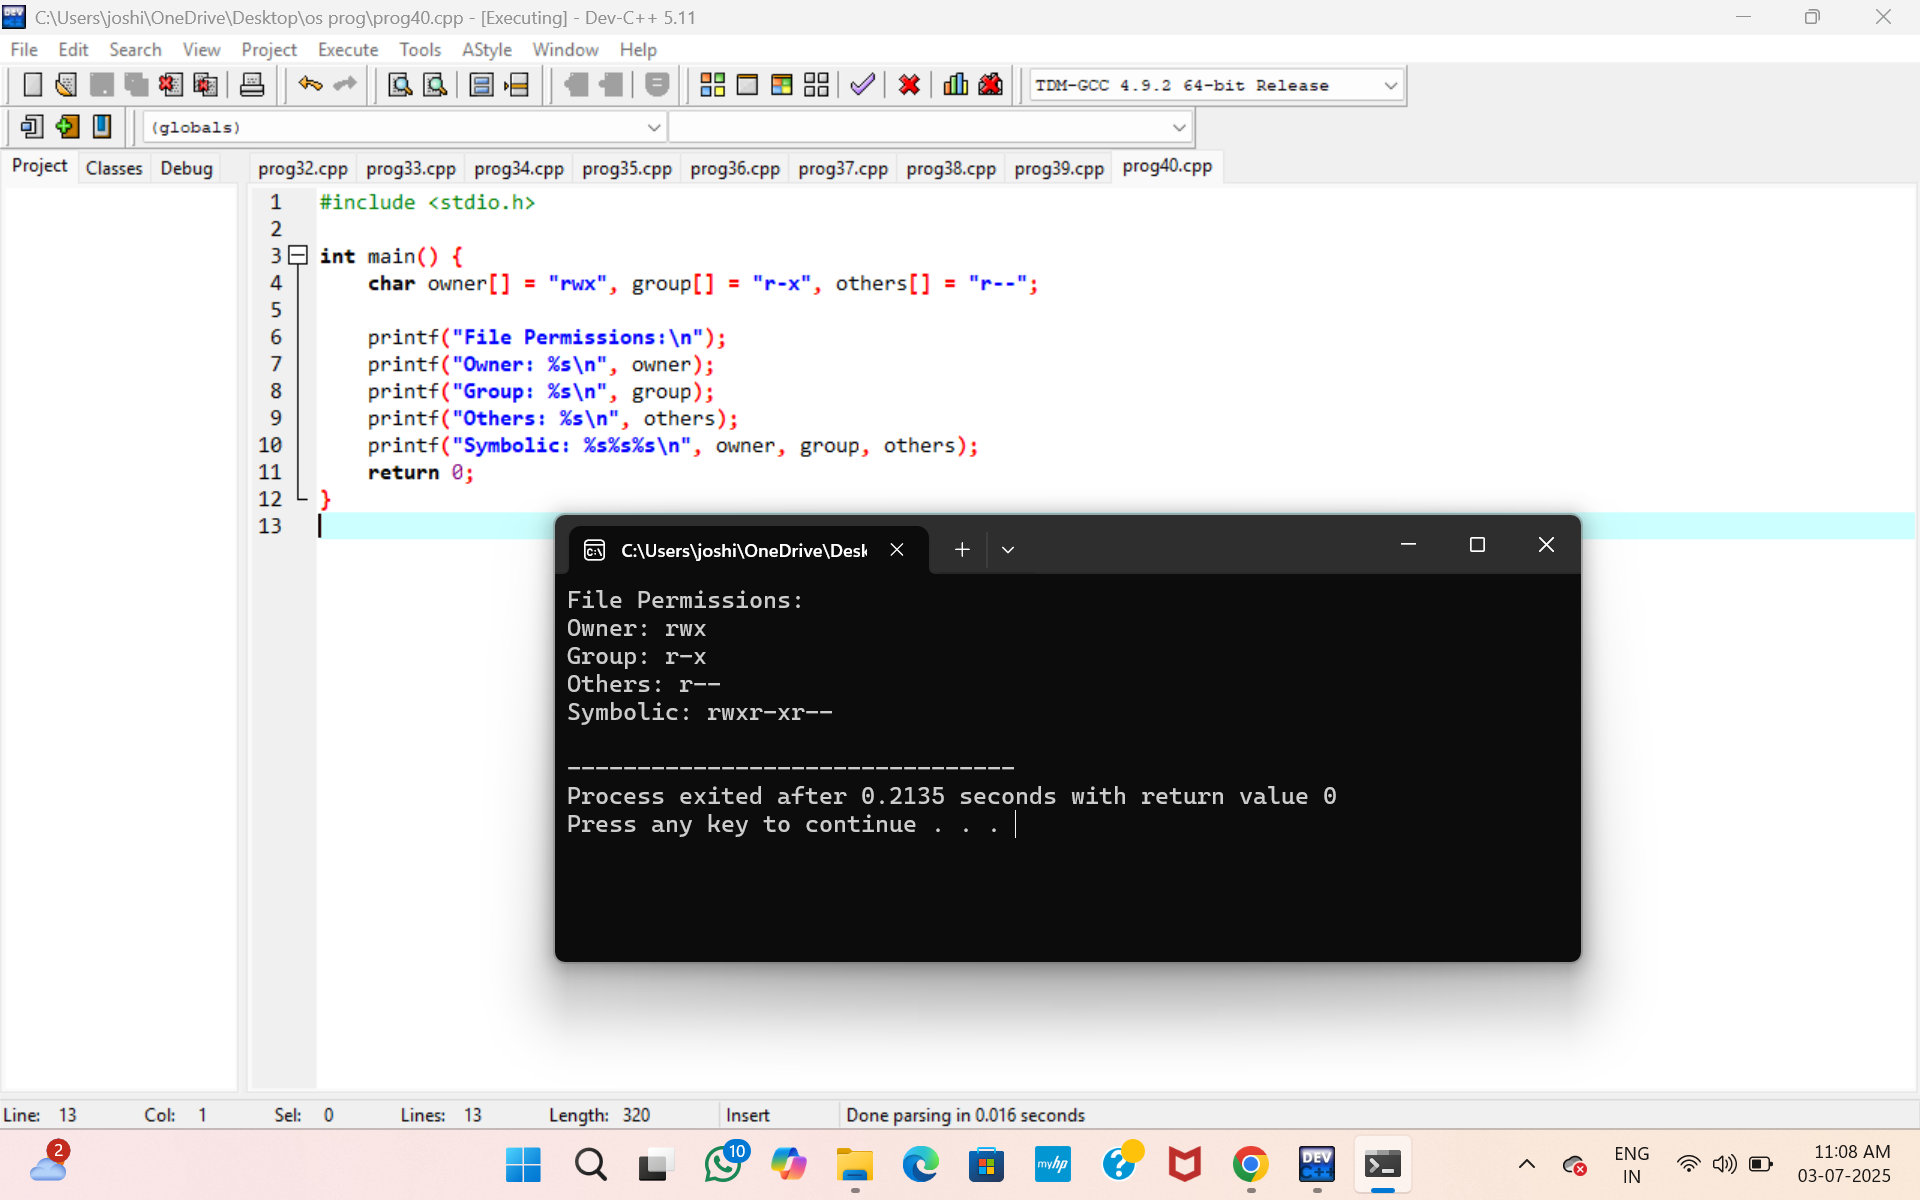 C:\Users\joshi\OneDrive\Desktop\os prog\prog40.cpp - [Executing] - Dev-C++ 5.11
File Edit Search View Project Execute Tools AStyle Window Help
TDM-GCC 4.9.2 64-bit Release
(globals)
Project Classes Debug
prog32.cpp prog33.cpp prog34.cpp prog35.cpp prog36.cpp prog37.cpp prog38.cpp prog39.cpp prog40.cpp
1 #include <stdio.h>
2
3 int main() {
4 char owner[] = "rwx", group[] = "r-x", others[] = "r--";
5
6 printf("File Permissions:\n");
7 printf("Owner: %s\n", owner);
8 printf("Group: %s\n", group);
9 printf("Others: %s\n", others);
10 printf("Symbolic: %s%s%s\n", owner, group, others);
11 return 0;
12 }
13
C:\Users\joshi\OneDrive\Desk
File Permissions:
Owner: rwx
Group: r-x
Others: r--
Symbolic: rwxr-xr--
--------------------------------
Process exited after 0.2135 seconds with return value 0
Press any key to continue . . .
Line: 13 Col: 1 Sel: 0 Lines: 13 Length: 320 Insert Done parsing in 0.016 seconds
2
10
myhp
DEV C++
ENG
IN
11:08 AM
03-07-2025